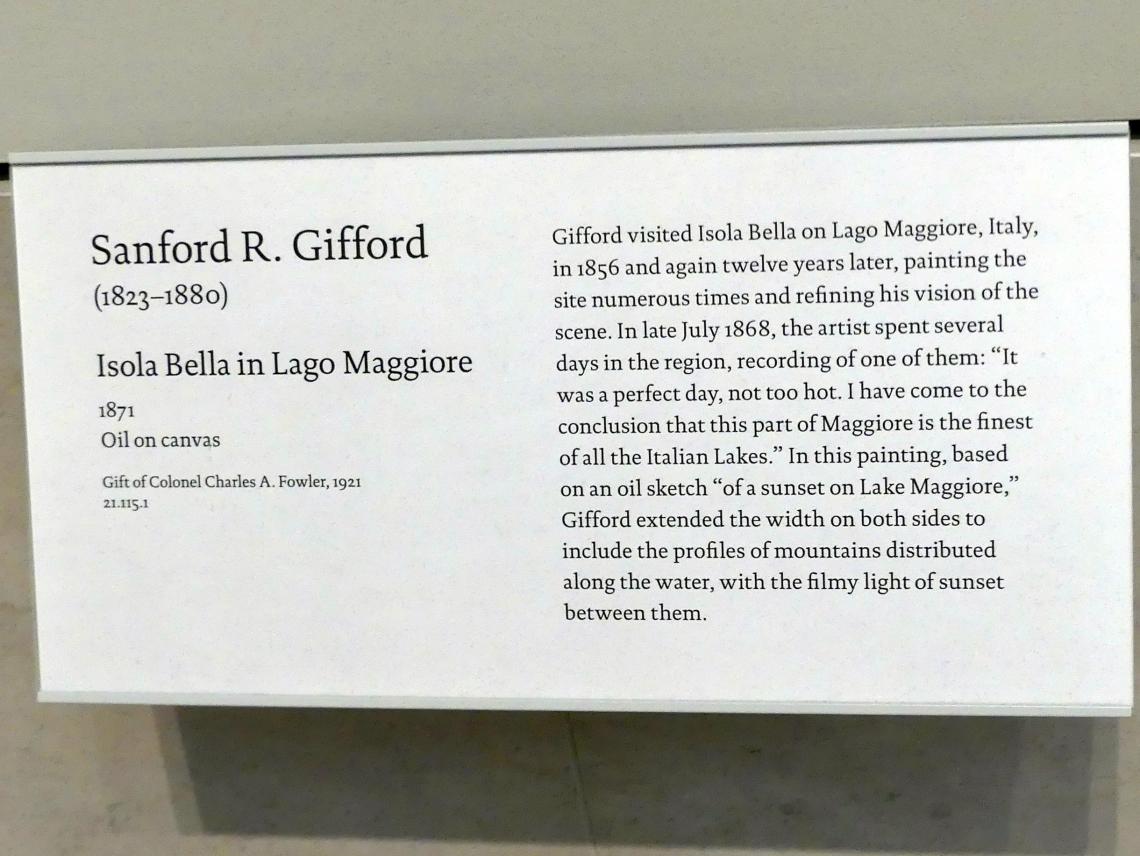 Sanford R. Gifford
(1823–1880)
Isola Bella in Lago Maggiore
1871
Oil on canvas
Gift of Colonel Charles A. Fowler, 1921
21.115.1
Gifford visited Isola Bella on Lago Maggiore, Italy,
in 1856 and again twelve years later, painting the
site numerous times and refining his vision of the
scene. In late July 1868, the artist spent several
days in the region, recording of one of them: “It
was a perfect day, not too hot. I have come to the
conclusion that this part of Maggiore is the finest
of all the Italian Lakes.” In this painting, based
on an oil sketch “of a sunset on Lake Maggiore,”
Gifford extended the width on both sides to
include the profiles of mountains distributed
along the water, with the filmy light of sunset
between them.